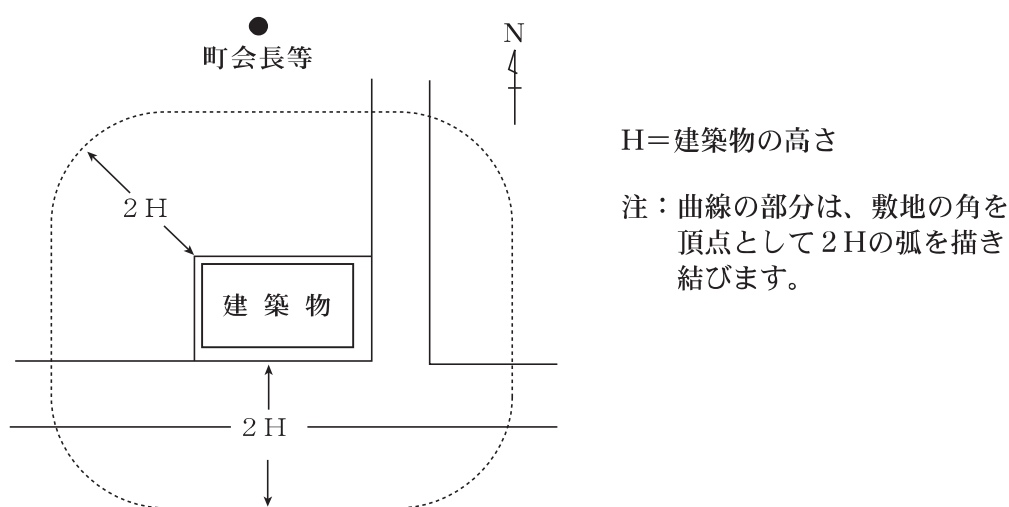 N
町会長等
H＝建築物の高さ
2H
注：曲線の部分は、敷地の角を
頂点として2Hの弧を描き
結びます。
建築物
2H